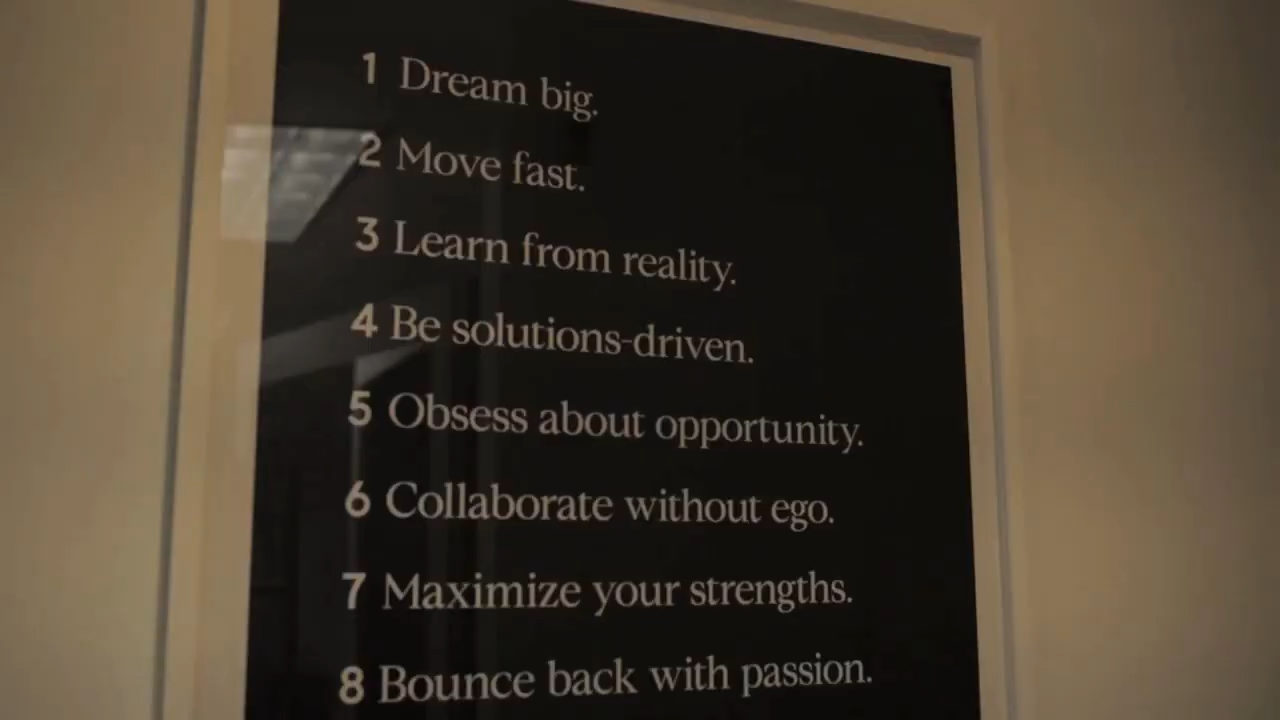 1 Dream big.
2 Move fast.
3 Learn from reality.
4 Be solutions-driven.
5 Obsess about opportunity.
6 Collaborate without ego.
7 Maximize your strengths.
8 Bounce back with passion.